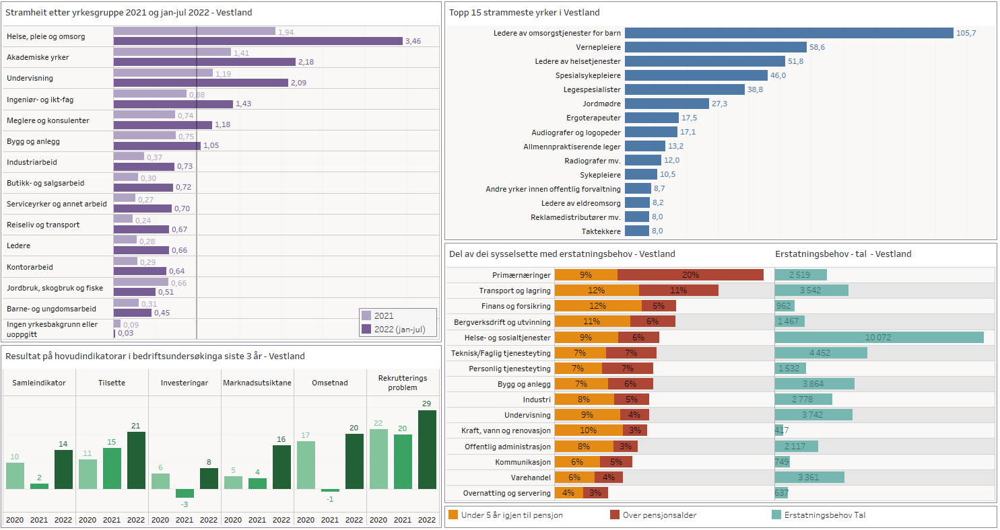 Stramheit etter yrkesgruppe 2021 og jan-jul 2022 - Vestland
Helse, pleie og omsorg 1,94 3,46
Akademiske yrker 1,41 2,18
Undervisning 1,19 2,09
Ingeniør- og ikt-fag 0,88 1,43
Meglere og konsulenter 0,74 1,18
Bygg og anlegg 0,75 1,05
Industriarbeid 0,37 0,73
Butikk- og salgsarbeid 0,30 0,72
Serviceyrker og annet arbeid 0,27 0,70
Reiseliv og transport 0,24 0,67
Ledere 0,28 0,66
Kontorarbeid 0,29 0,64
Jordbruk, skogbruk og fiske 0,66 0,51
Barne- og ungdomsarbeid 0,31 0,45
Ingen yrkesbakgrunn eller
uoppgitt 0,09 0,03
2021
2022 (jan-jul)
Topp 15 strammeste yrker i Vestland
Ledere av omsorgstjenester for barn 105,7
Vernepleiere 58,6
Ledere av helsetjenester 51,8
Spesialsykepleiere 46,0
Legespesialister 38,8
Jordmødre 27,3
Ergoterapeuter 17,5
Audiografer og logopeder 17,1
Allmennpraktiserende leger 13,2
Radiografer mv. 12,0
Sykepleiere 10,5
Andre yrker innen offentlig forvaltning 8,7
Ledere av eldreomsorg 8,2
Reklamedistributører mv. 8,0
Taktekkere 8,0
Resultat på hovudindikatorar i bedriftsundersøkinga siste 3 år - Vestland
Samleindikator Tilsette Investeringar Marknadsutsiktane Omsetnad Rekrutterings
problem
10 2 14 11 15 21 6 -3 8 5 4 16 17 -1 20 22 20 29
2020 2021 2022 2020 2021 2022 2020 2021 2022 2020 2021 2022 2020 2021 2022 2020 2021 2022
Del av dei sysselsette med erstatningsbehov - Vestland Erstatningsbehov - tal - Vestland
Primærnæringer 9% 20% 2 519
Transport og lagring 12% 11% 3 542
Finans og forsikring 12% 5% 962
Bergverksdrift og utvinning 11% 6% 1 467
Helse- og sosialtjenester 9% 6% 10 072
Teknisk/Faglig tjenesteyting 7% 7% 4 452
Personlig tjenesteyting 7% 7% 1 532
Bygg og anlegg 7% 6% 3 864
Industri 8% 5% 2 778
Undervisning 9% 4% 3 742
Kraft, vann og renovasjon 10% 3% 417
Offentlig administrasjon 8% 3% 2 117
Kommunikasjon 6% 5% 749
Varehandel 6% 4% 3 361
Overnatting og servering 4% 3% 637
Under 5 år igjen til pensjon Over pensjonsalder Erstatningsbehov Tal